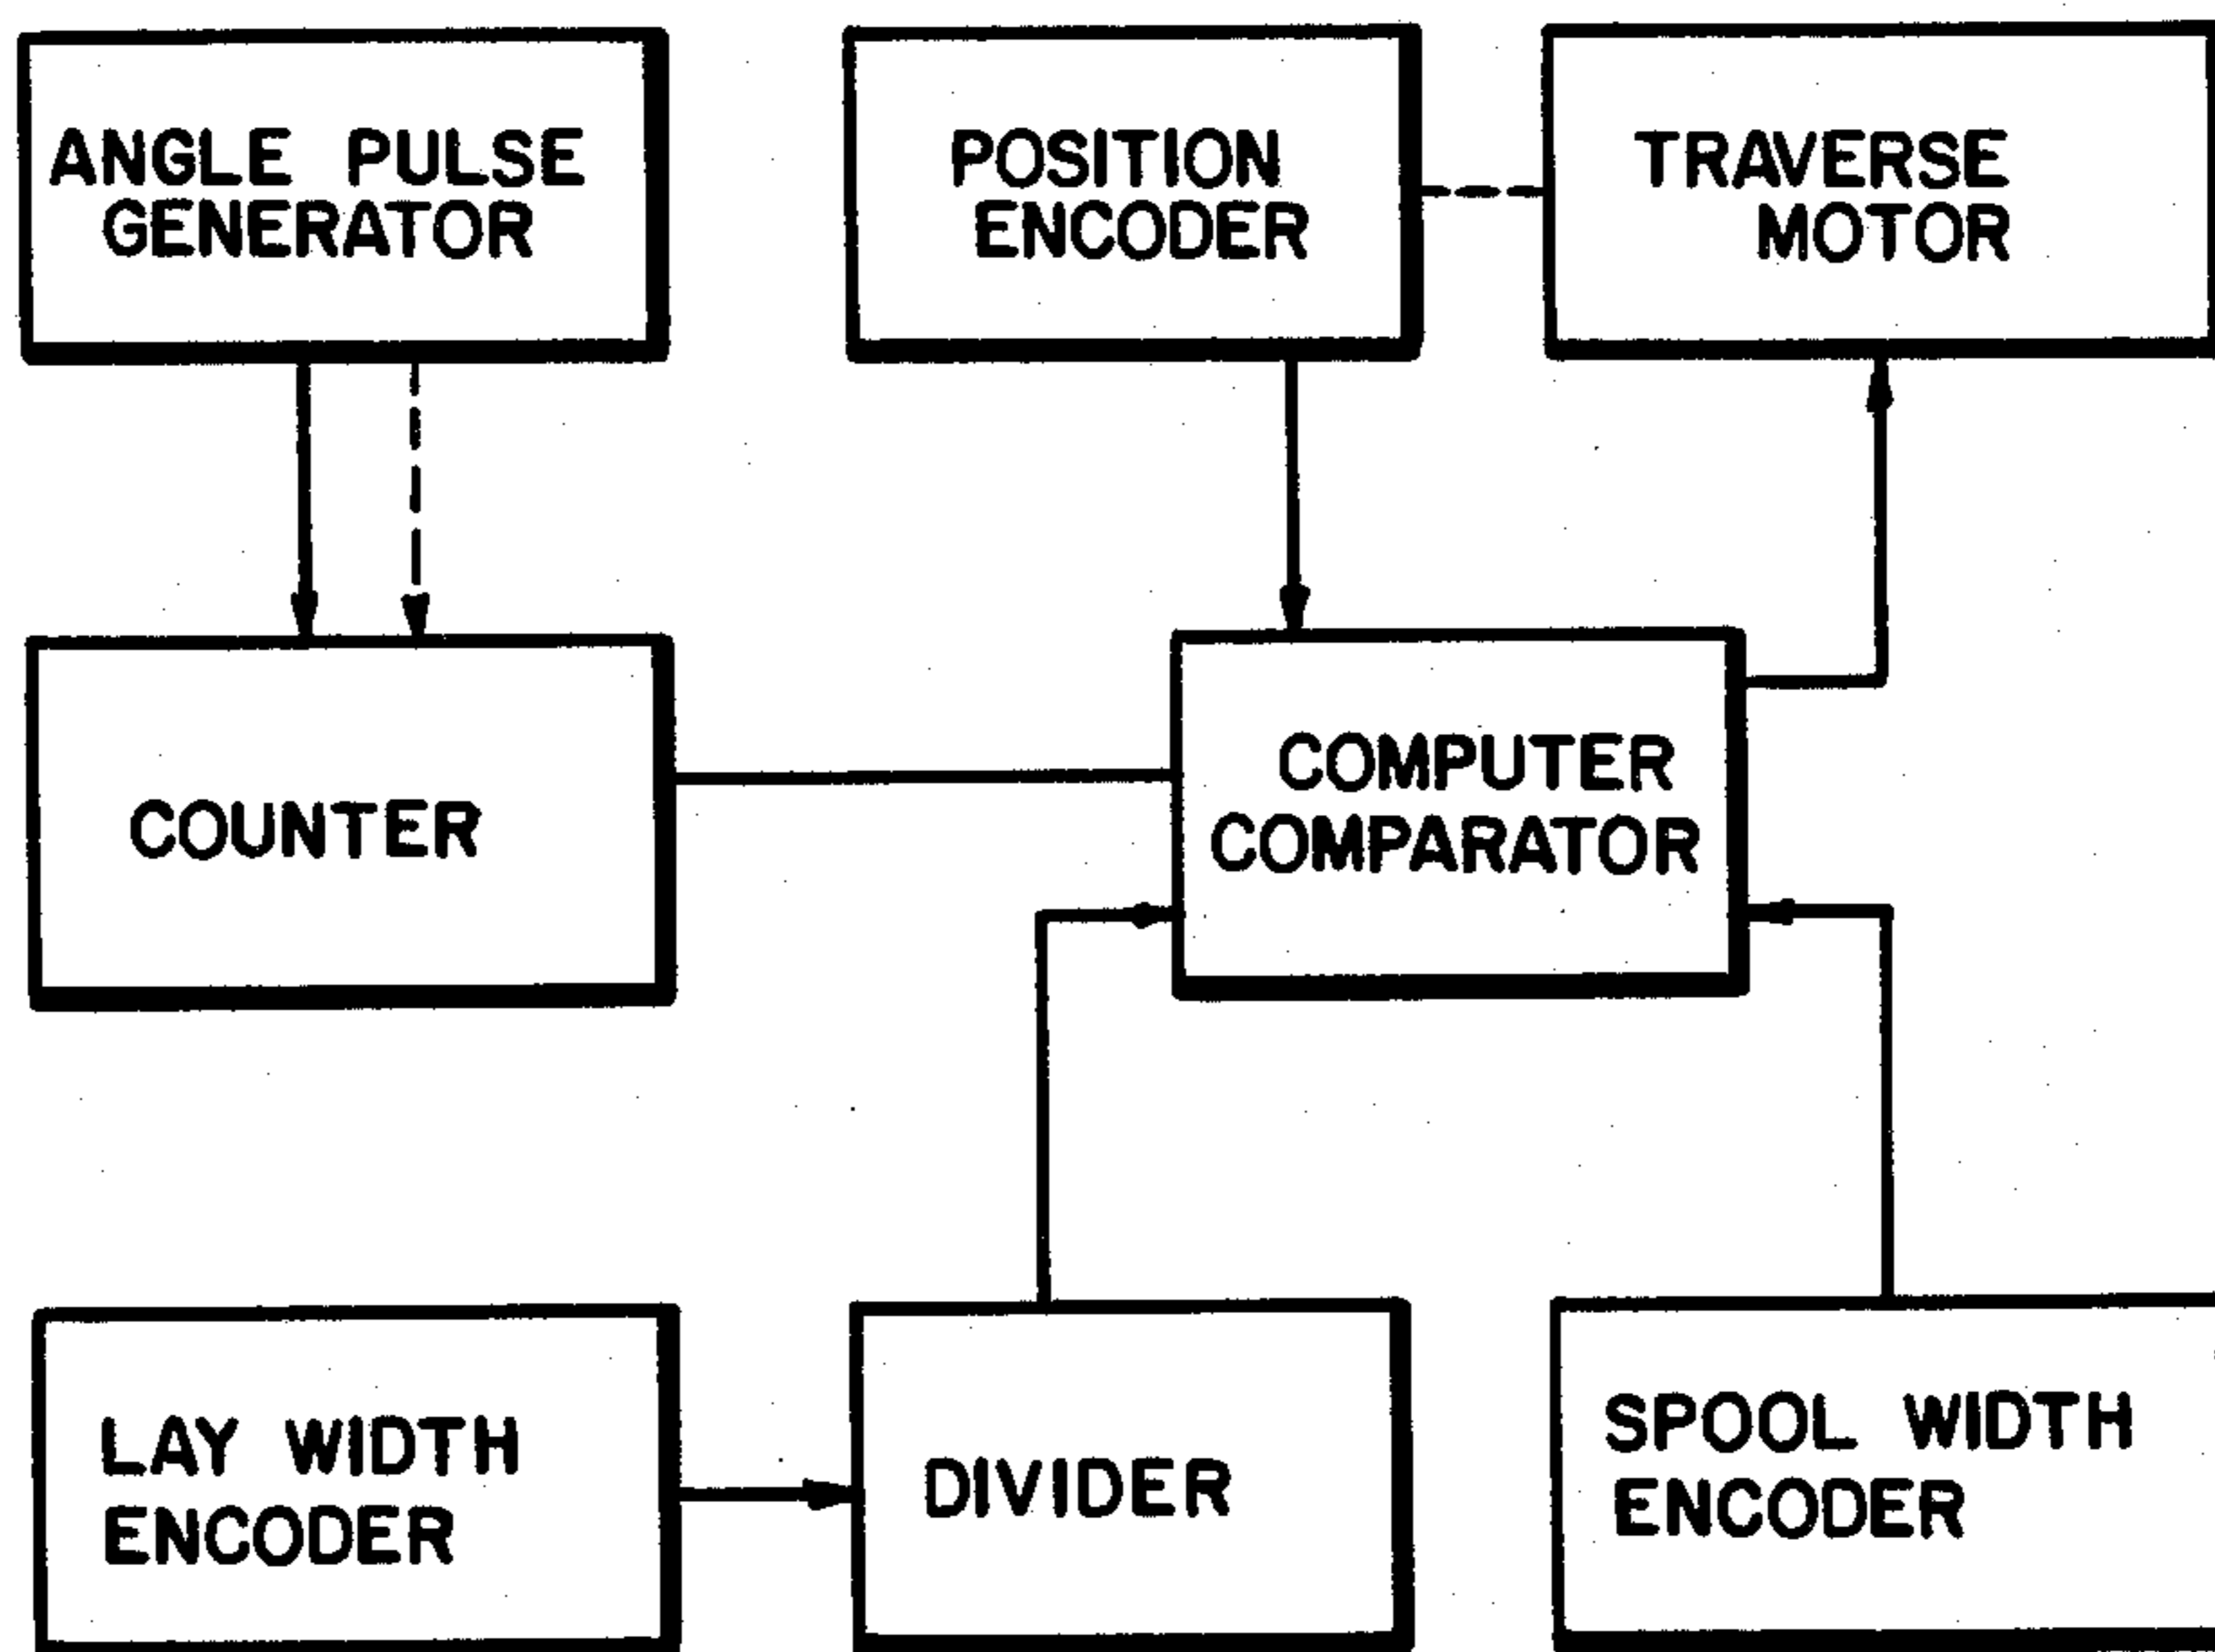 ANGLE PULSE
GENERATOR
POSITION
ENCODER
TRAVERSE
MOTOR
COUNTER
COMPUTER
COMPARATOR
LAY WIDTH
ENCODER
DIVIDER
SPOOL WIDTH
ENCODER